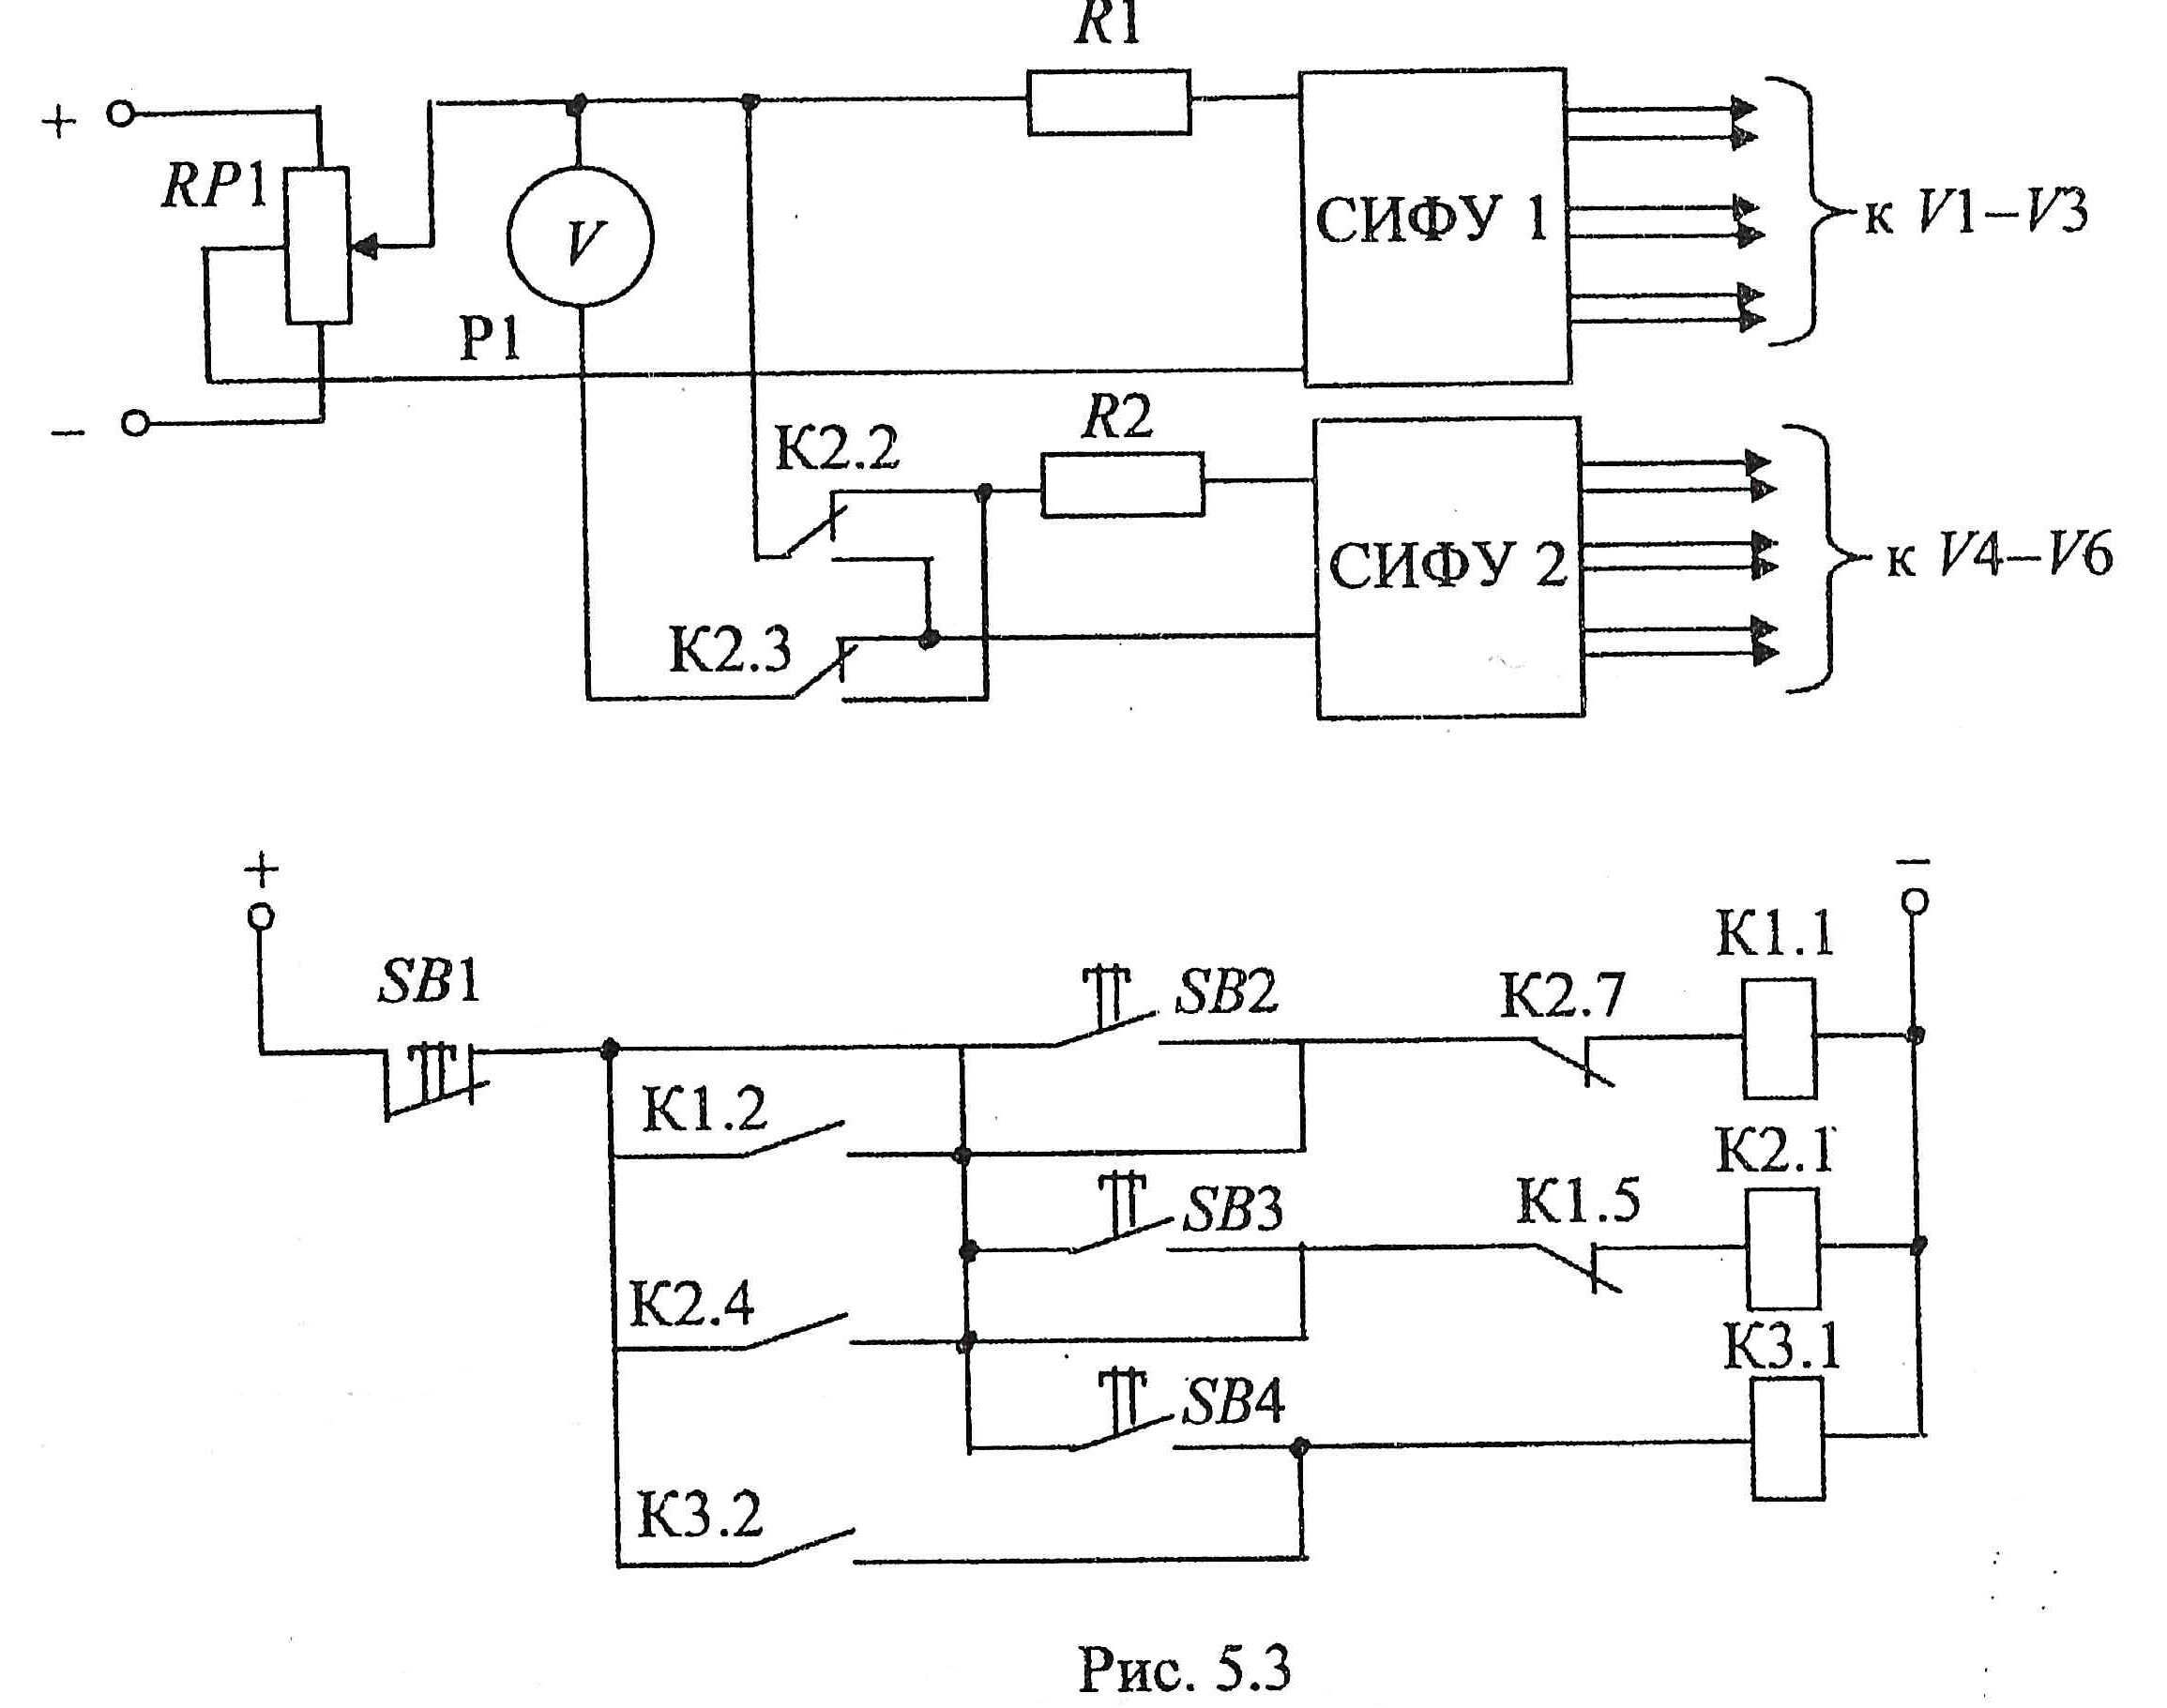 R1
+
RP1
V
СИФУ 1
к V1–V3
P1
–
К2.2
R2
СИФУ 2
к V4–V6
К2.3
+
–
SB1
SB2
К2.7
К1.1
К1.2
SB3
К1.5
К2.1
К2.4
SB4
К3.1
К3.2
Рис. 5.3